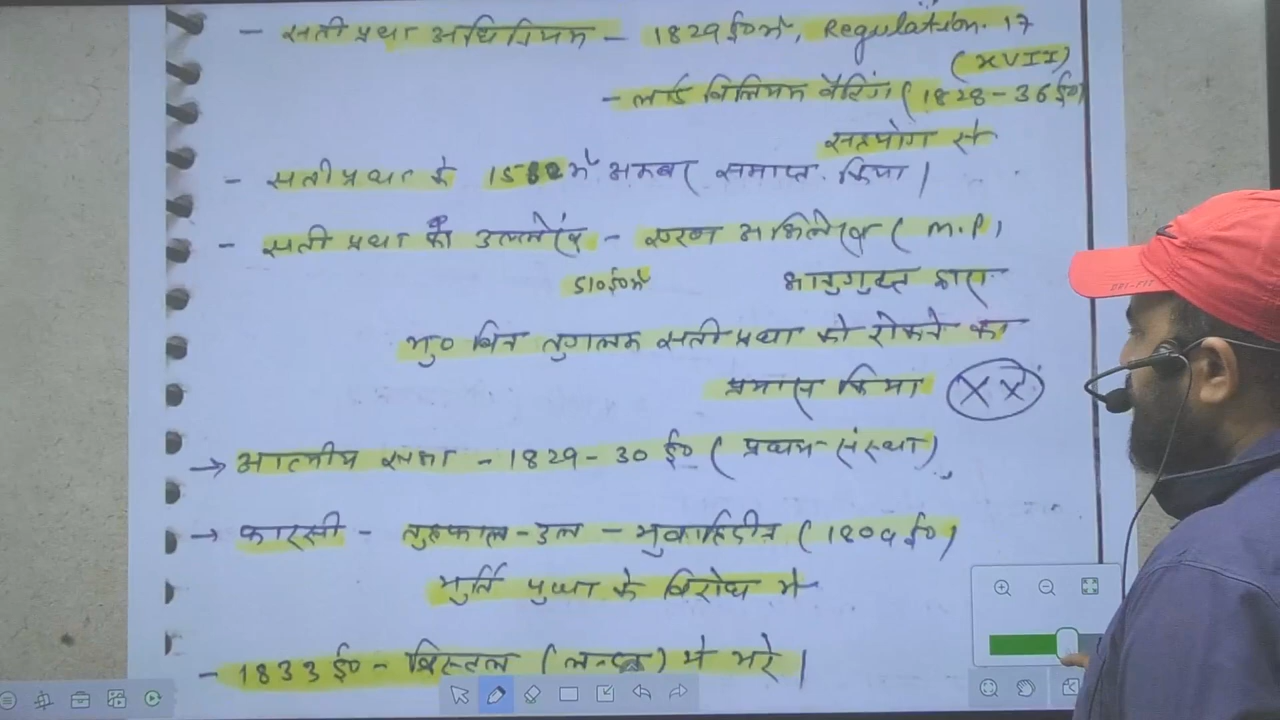 - सती प्रथा अधिनियम - 1829 ई० में, Regulation. 17
(XVII)
- लार्ड विलियम बैटिंग (1828-36 ई०)
सहयोग से
- सती प्रथा के 1582 में अकबर समाप्त किया।
- सती प्रथा का उल्लेख - एरण अभिलेख (M.P)
510 ई० में भानुगुप्त द्वारा
मु० बिन तुगलक सती प्रथा को रोकने का
प्रयास किया XX
→ आत्मीय सभा - 1829-30 ई० (प्रथम संस्था)
→ फारसी - तुहफात-उल-मुवाहिदीन (1809 ई०)
मुर्ति पुजा के विरोध में
- 1833 ई० - ब्रिस्टल (लन्दन) मे मरे।